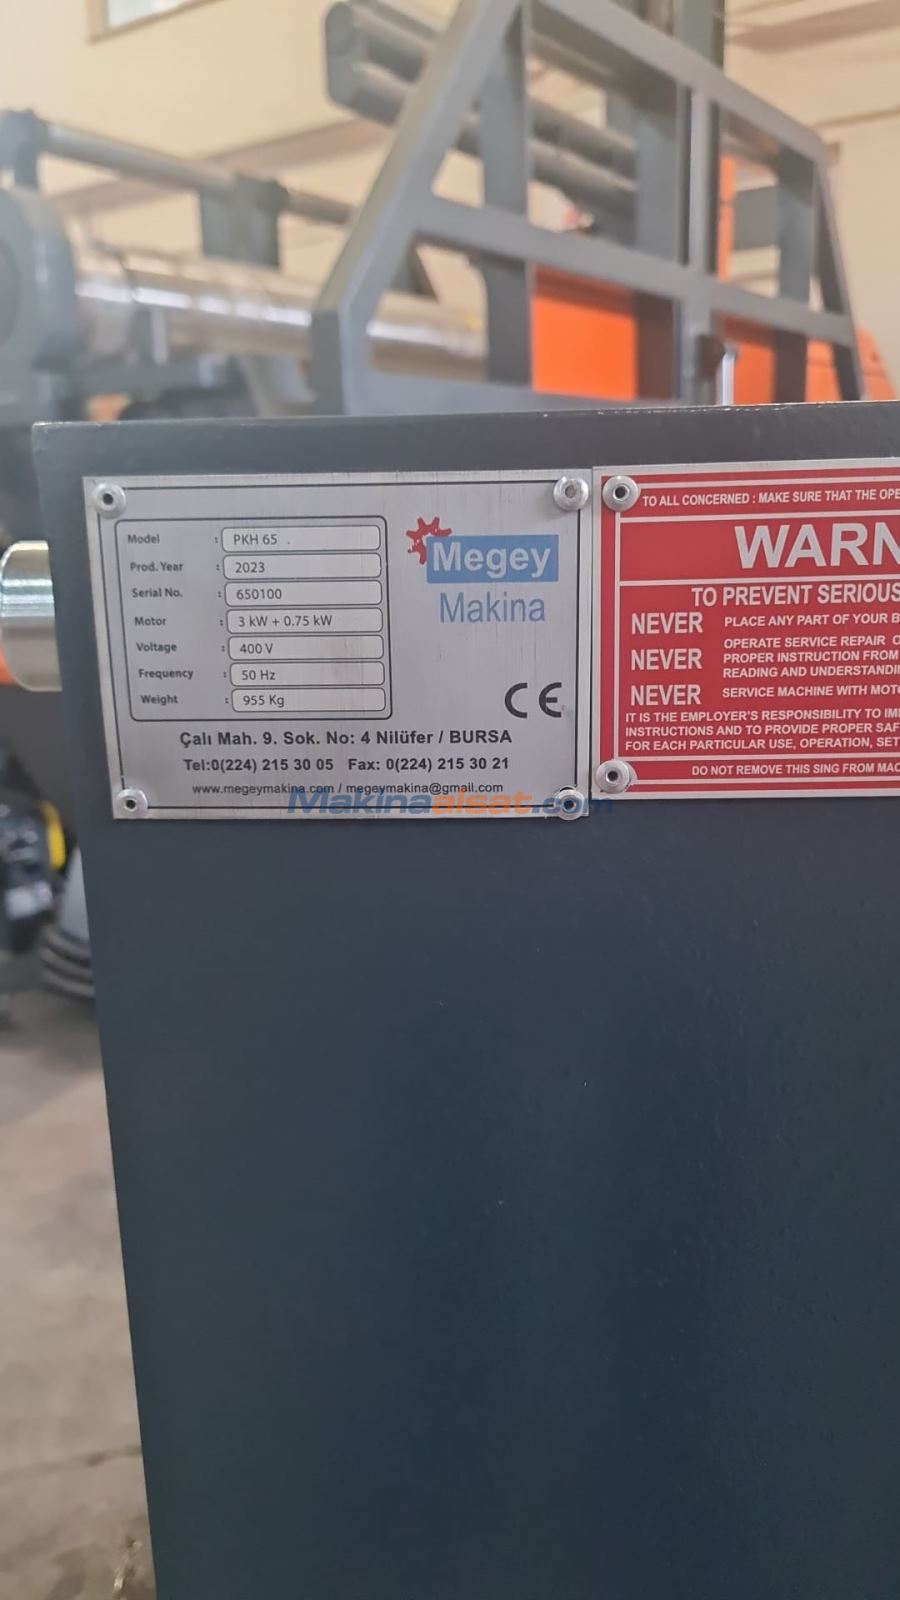 Model : PKH 65 .
Prod. Year : 2023
Serial No. : 650100
Motor : 3 kW + 0.75 kW
Voltage : 400 V
Frequency : 50 Hz
Weight : 955 Kg
Megey
Makina
CE
Çalı Mah. 9. Sok. No: 4 Nilüfer / BURSA
Tel:0(224) 215 30 05 Fax: 0(224) 215 30 21
www.megeymakina.com / megeymakina@gmail.com
Makinaalsat.com
TO ALL CONCERNED : MAKE SURE THAT THE OPE
WARN
TO PREVENT SERIOUS
NEVER PLACE ANY PART OF YOUR B
NEVER OPERATE SERVICE REPAIR O
PROPER INSTRUCTION FROM
READING AND UNDERSTANDI
NEVER SERVICE MACHINE WITH MOT
IT IS THE EMPLOYER'S RESPONSIBILITY TO IM
INSTRUCTIONS AND TO PROVIDE PROPER SAF
FOR EACH PARTICULAR USE, OPERATION, SET
DO NOT REMOVE THIS SING FROM MAC